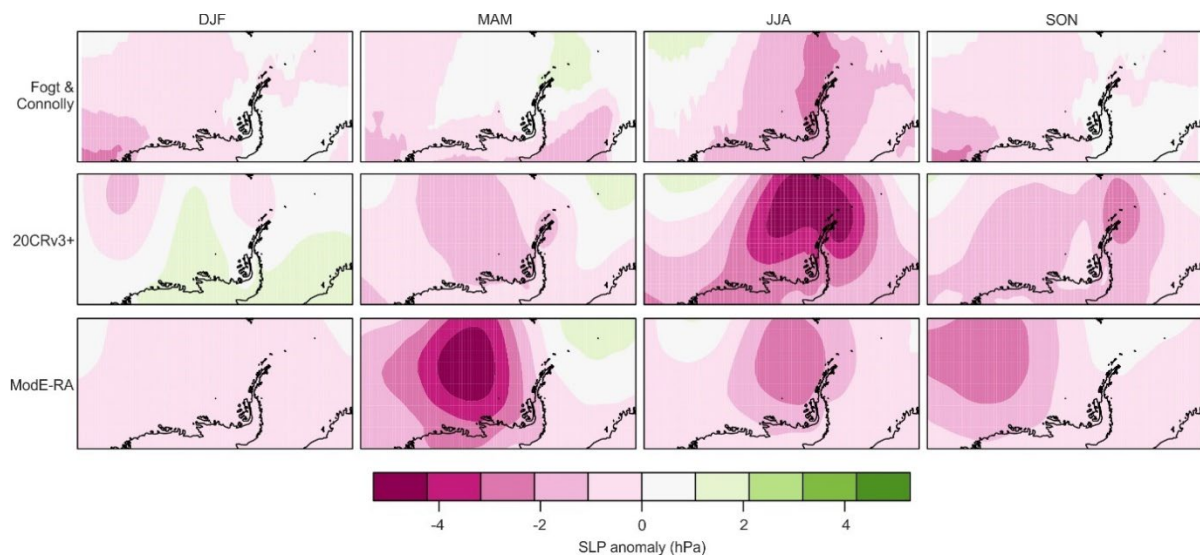 DJF MAM JJA SON
Fogt &
Connolly
20CRv3+
ModE-RA
-4 -2 0 2 4
SLP anomaly (hPa)